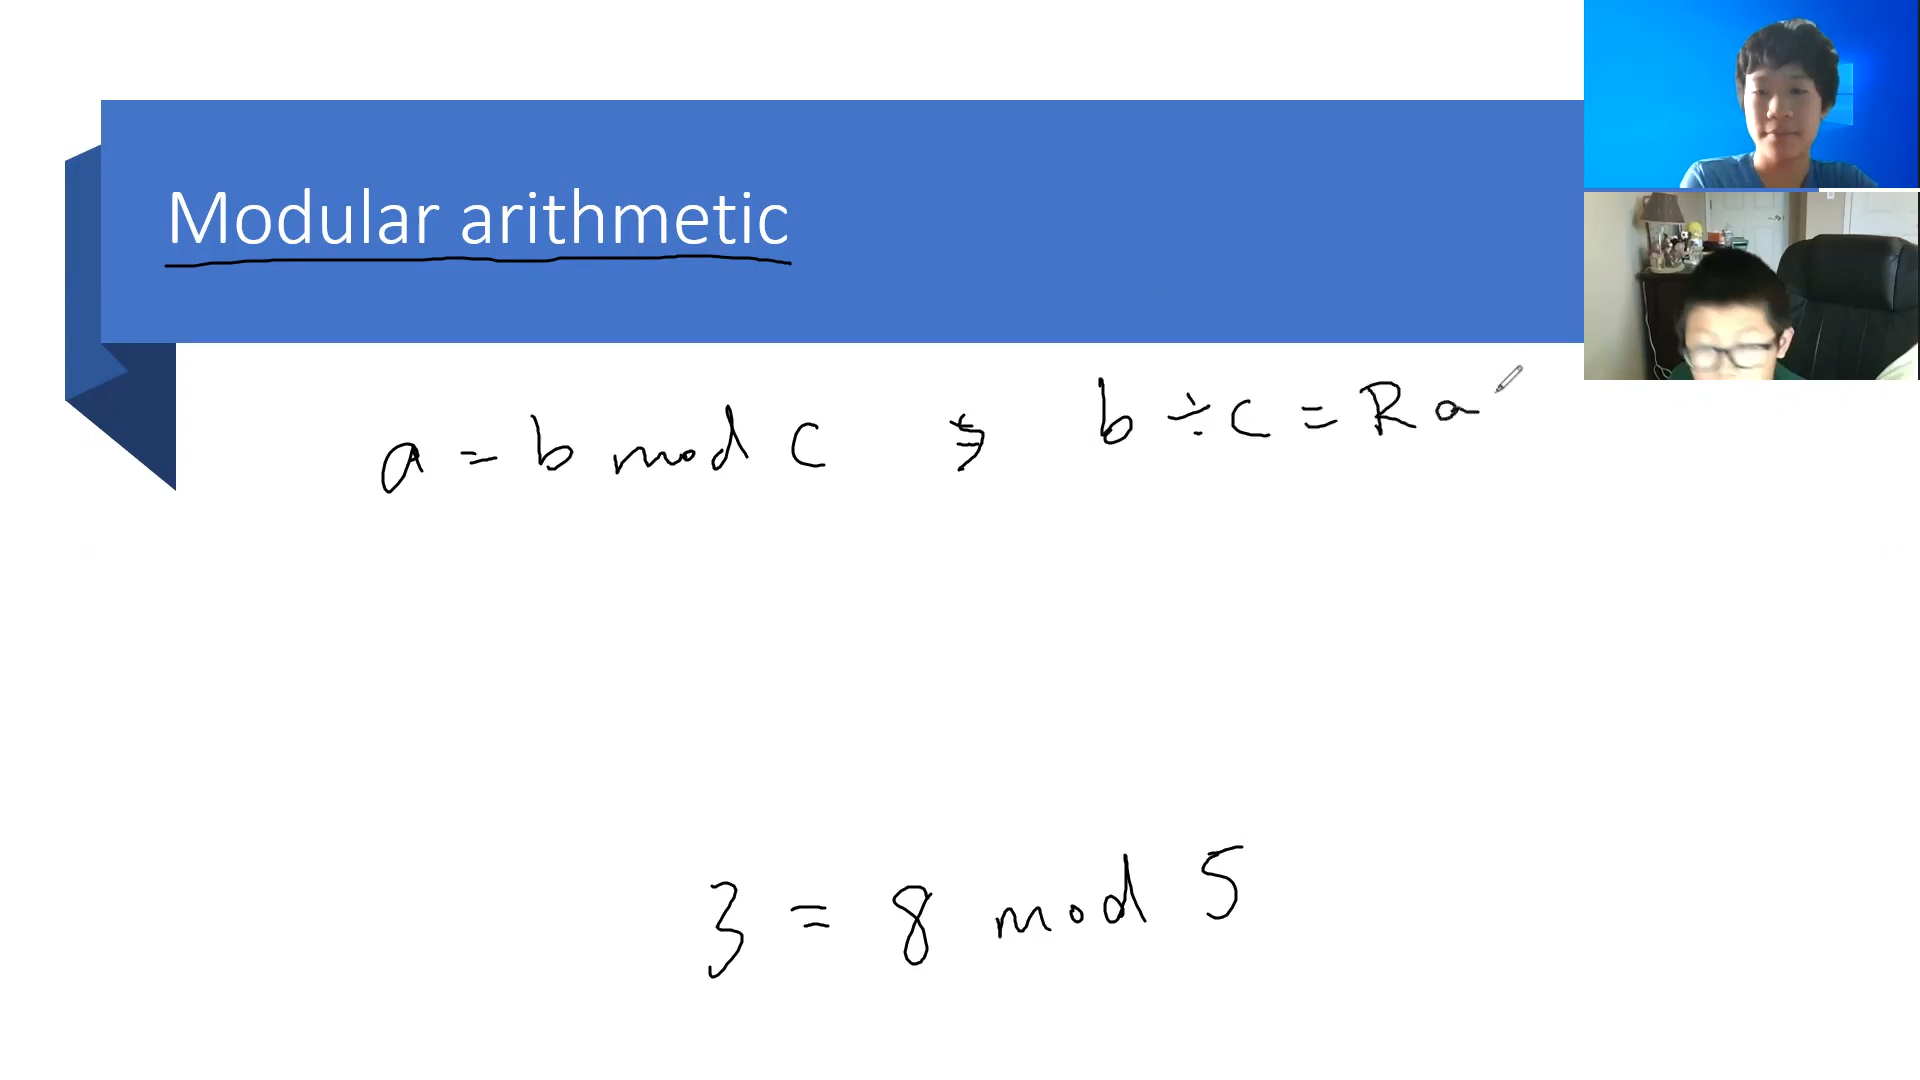 Modular arithmetic
a = b mod c ⇒ b ÷ c = R a
3 = 8 mod 5